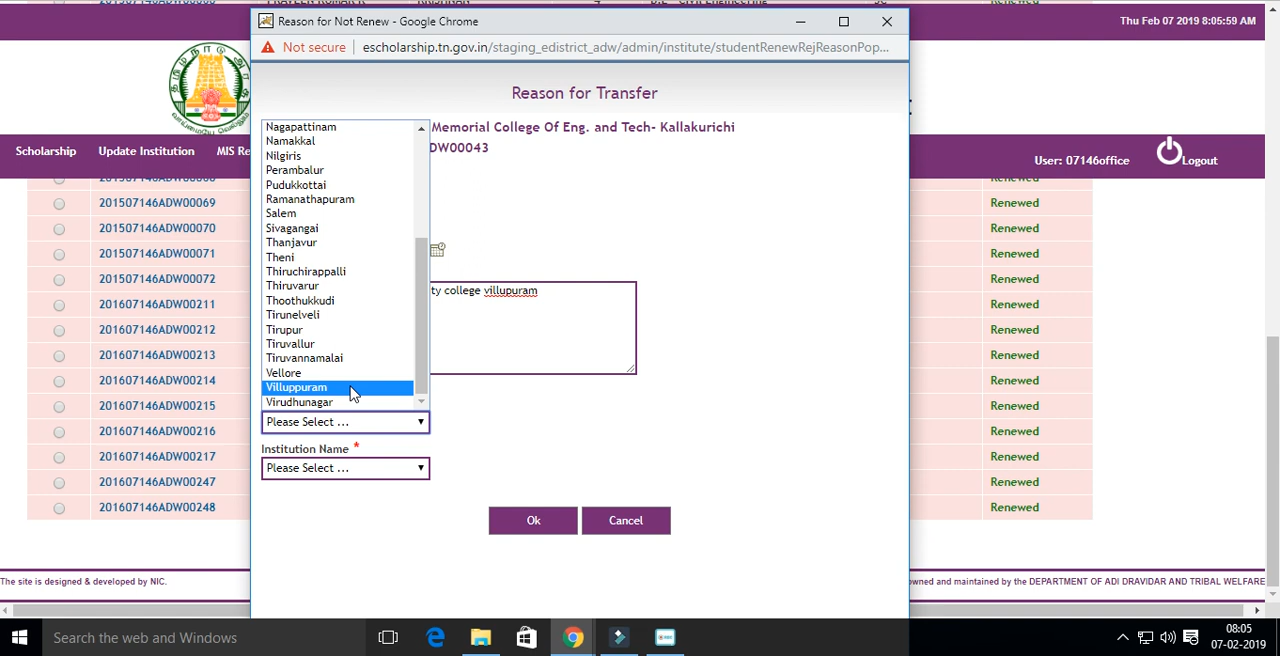 Thu Feb 07 2019 8:05:59 AM
Reason for Not Renew - Google Chrome
Not secure | escholarship.tn.gov.in/staging_edistrict_adw/admin/institute/studentRenewRejReasonPop...
Reason for Transfer
Memorial College Of Eng. and Tech- Kallakurichi
DW00043
Scholarship Update Institution MIS Re
User: 07146office Logout
Nagapattinam
Namakkal
Nilgiris
Perambalur
Pudukkottai
Ramanathapuram
Salem
Sivagangai
Thanjavur
Theni
Thiruchirappalli
Thiruvarur
Thoothukkudi
Tirunelveli
Tirupur
Tiruvallur
Tiruvannamalai
Vellore
Villuppuram
Virudhunagar
Please Select ...
ty college villupuram
Institution Name *
Please Select ...
Ok Cancel
201507146ADW00069 Renewed
201507146ADW00070 Renewed
201507146ADW00071 Renewed
201507146ADW00072 Renewed
201607146ADW00211 Renewed
201607146ADW00212 Renewed
201607146ADW00213 Renewed
201607146ADW00214 Renewed
201607146ADW00215 Renewed
201607146ADW00216 Renewed
201607146ADW00217 Renewed
201607146ADW00247 Renewed
201607146ADW00248 Renewed
The site is designed & developed by NIC.
owned and maintained by the DEPARTMENT OF ADI DRAVIDAR AND TRIBAL WELFARE
Search the web and Windows
08:05
07-02-2019